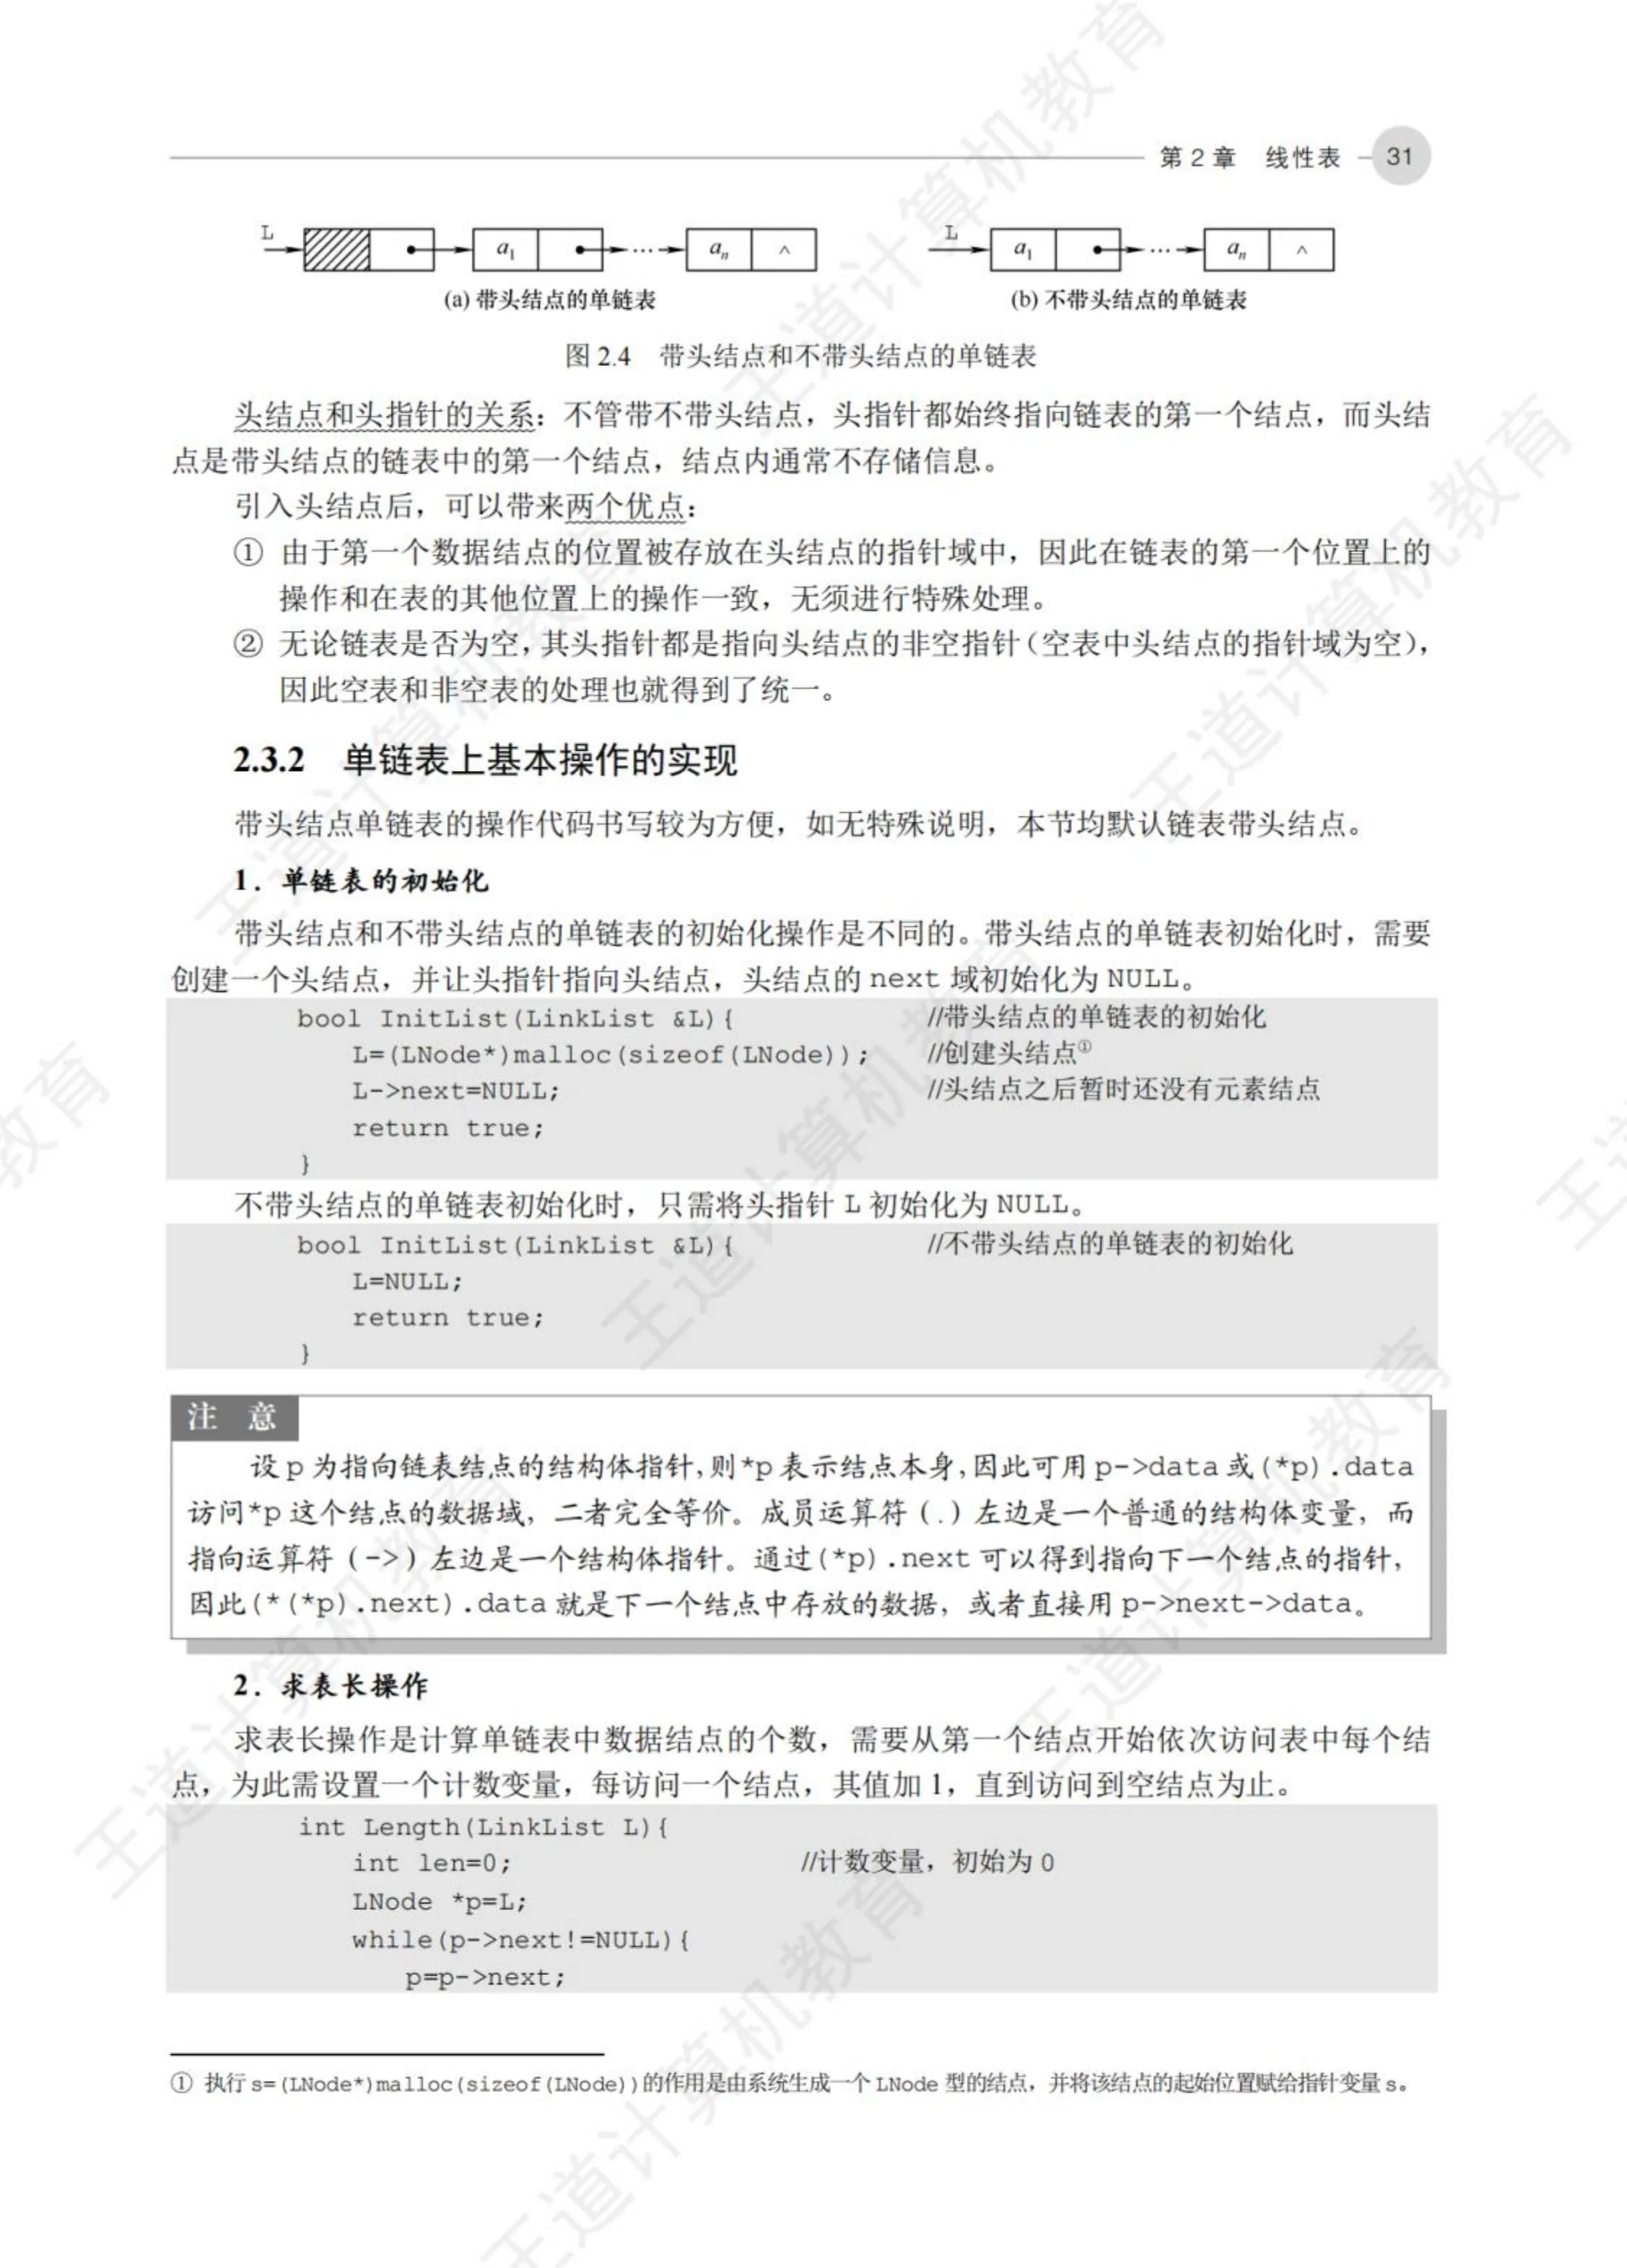 第 2 章 线性表 31
L a1 … an ∧ L a1 … an ∧
(a) 带头结点的单链表 (b) 不带头结点的单链表
图 2.4 带头结点和不带头结点的单链表
头结点和头指针的关系：不管带不带头结点，头指针都始终指向链表的第一个结点，而头结
点是带头结点的链表中的第一个结点，结点内通常不存储信息。
引入头结点后，可以带来两个优点：
① 由于第一个数据结点的位置被存放在头结点的指针域中，因此在链表的第一个位置上的
操作和在表的其他位置上的操作一致，无须进行特殊处理。
② 无论链表是否为空，其头指针都是指向头结点的非空指针（空表中头结点的指针域为空），
因此空表和非空表的处理也就得到了统一。
2.3.2 单链表上基本操作的实现
带头结点单链表的操作代码书写较为方便，如无特殊说明，本节均默认链表带头结点。
1．单链表的初始化
带头结点和不带头结点的单链表的初始化操作是不同的。带头结点的单链表初始化时，需要
创建一个头结点，并让头指针指向头结点，头结点的 next 域初始化为 NULL。
bool InitList(LinkList &L){ //带头结点的单链表的初始化
L=(LNode*)malloc(sizeof(LNode)); //创建头结点①
L->next=NULL; //头结点之后暂时还没有元素结点
return true;
}
不带头结点的单链表初始化时，只需将头指针 L 初始化为 NULL。
bool InitList(LinkList &L){ //不带头结点的单链表的初始化
L=NULL;
return true;
}
注 意
设 p 为指向链表结点的结构体指针，则*p 表示结点本身，因此可用 p->data 或(*p).data
访问*p 这个结点的数据域，二者完全等价。成员运算符（.）左边是一个普通的结构体变量，而
指向运算符（->）左边是一个结构体指针。通过(*p).next 可以得到指向下一个结点的指针，
因此(*(*p).next).data 就是下一个结点中存放的数据，或者直接用 p->next->data。
2．求表长操作
求表长操作是计算单链表中数据结点的个数，需要从第一个结点开始依次访问表中每个结
点，为此需设置一个计数变量，每访问一个结点，其值加 1，直到访问到空结点为止。
int Length(LinkList L){
int len=0; //计数变量，初始为 0
LNode *p=L;
while(p->next!=NULL){
p=p->next;
① 执行 s=(LNode*)malloc(sizeof(LNode))的作用是由系统生成一个 LNode 型的结点，并将该结点的起始位置赋给指针变量 s。
王道计算机教育